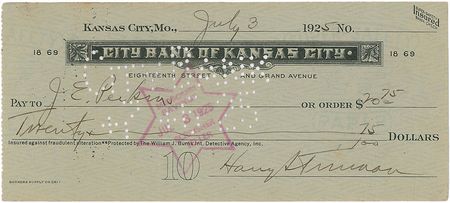 KANSAS CITY, MO., July 3 1925 NO.
Insured
1869 CITY BANK OF KANSAS CITY 1869
EIGHTEENTH STREET AND GRAND AVENUE
PAY TO J. E. Perkins OR ORDER $20 75
Twenty 75/100 DOLLARS
Insured against fraudulent alteration**Protected by The William J. Burns Int. Detective Agency, Inc.
10 Harry S Truman